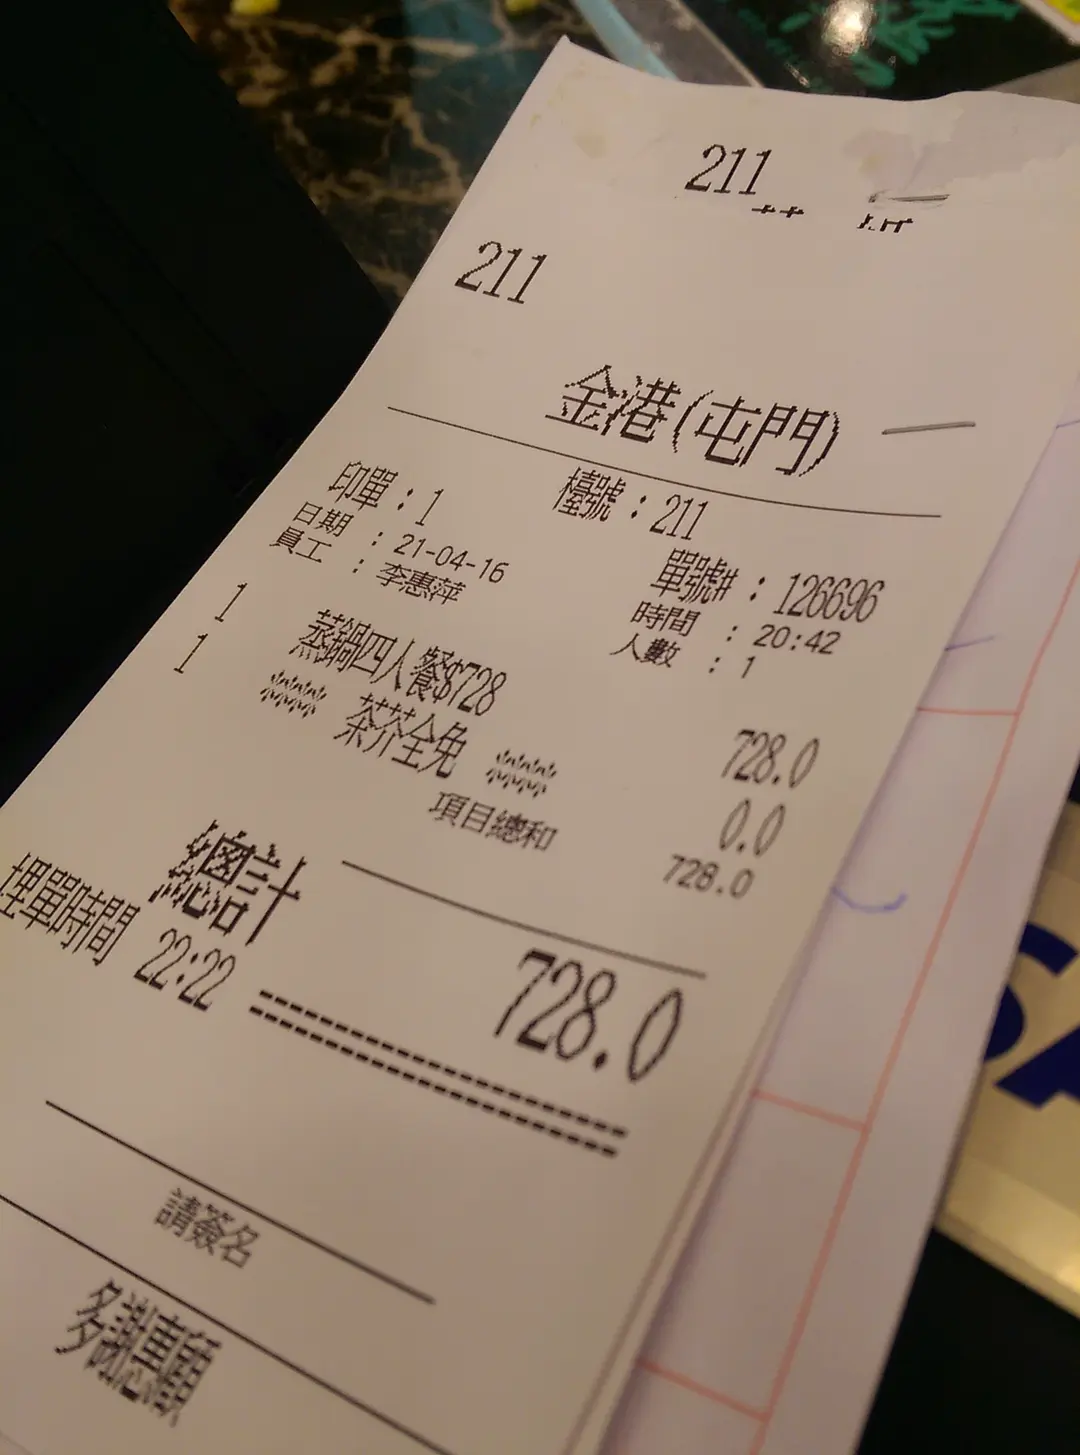 211
211
金港(屯門)
印單：1 檯號：211
單號#：126696
日期：21-04-16 時間：20:42
員工：李惠萍 人數：1
1 蒸鍋四人餐$728 728.0
1 ※※※ 茶芥全免 ※※※ 0.0
項目總和 728.0
總計 728.0
埋單時間 22:22
請簽名
多謝惠顧